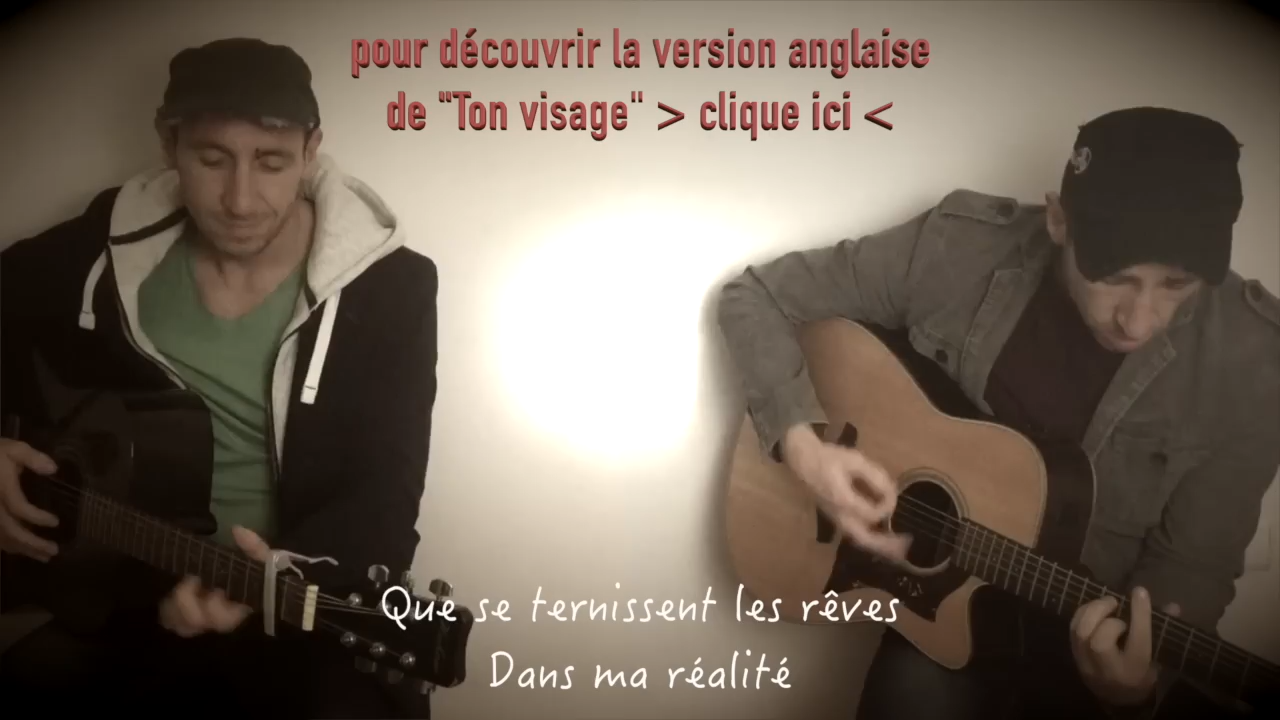 pour découvrir la version anglaise
de "Ton visage" > clique ici <
Que se ternissent les rêves
Dans ma réalité